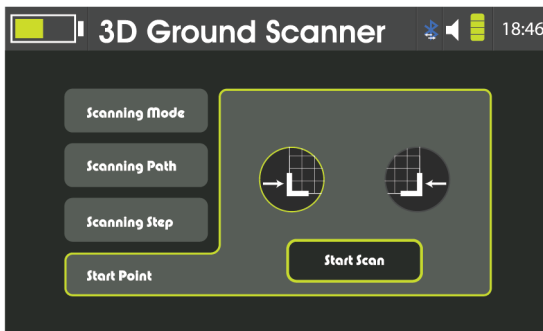 3D Ground Scanner
18:46
Scanning Mode
Scanning Path
Scanning Step
Start Point
Start Scan